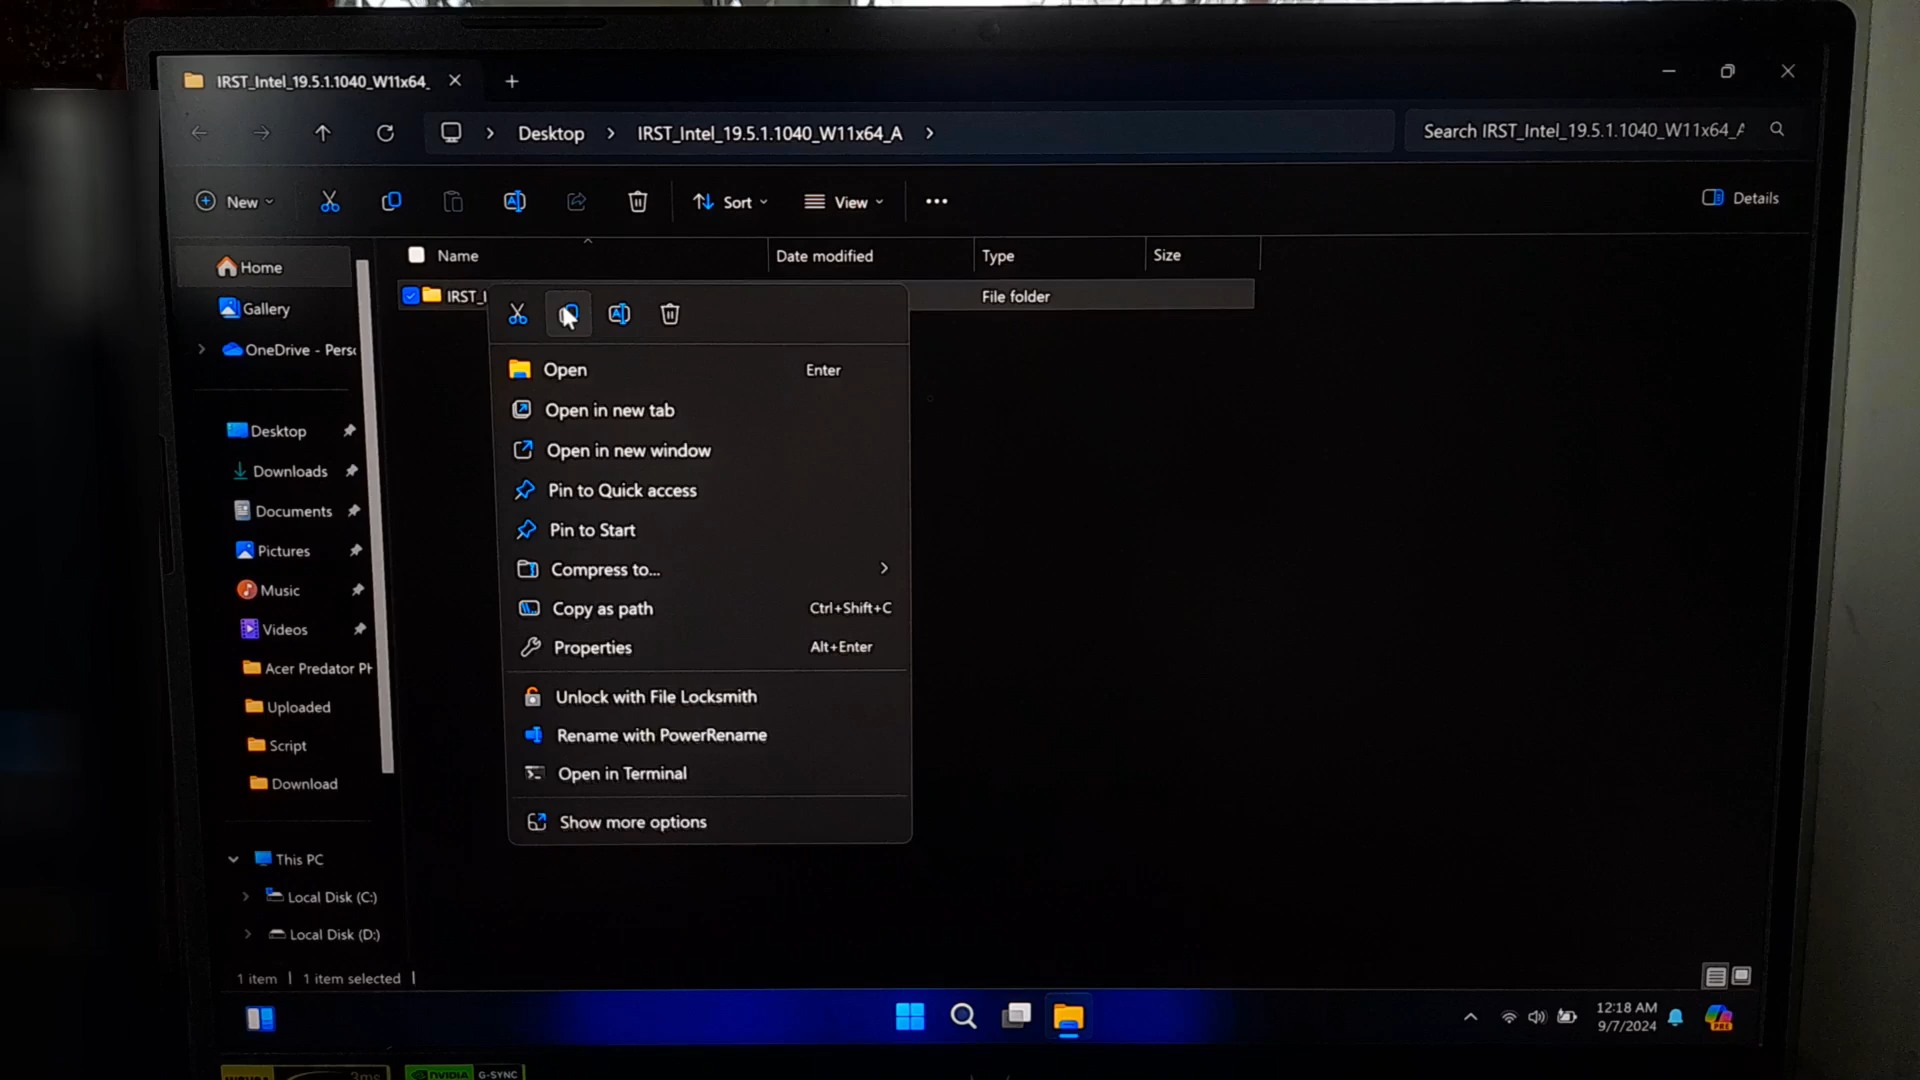 IRST_Intel_19.5.1.1040_W11x64_
Desktop
IRST_Intel_19.5.1.1040_W11x64_A
Search IRST_Intel_19.5.1.1040_W11x64_A
New
Sort
View
Details
Name
Date modified
Type
Size
Home
IRST_I
File folder
Gallery
OneDrive - Perso
Open
Enter
Open in new tab
Desktop
Open in new window
Downloads
Pin to Quick access
Documents
Pin to Start
Pictures
Compress to...
Music
Copy as path
Ctrl+Shift+C
Videos
Properties
Alt+Enter
Acer Predator PH
Unlock with File Locksmith
Uploaded
Rename with PowerRename
Script
Open in Terminal
Download
Show more options
This PC
Local Disk (C:)
Local Disk (D:)
1 item
1 item selected
12:18 AM
9/7/2024
PRE
3ms
NVIDIA
G-SYNC